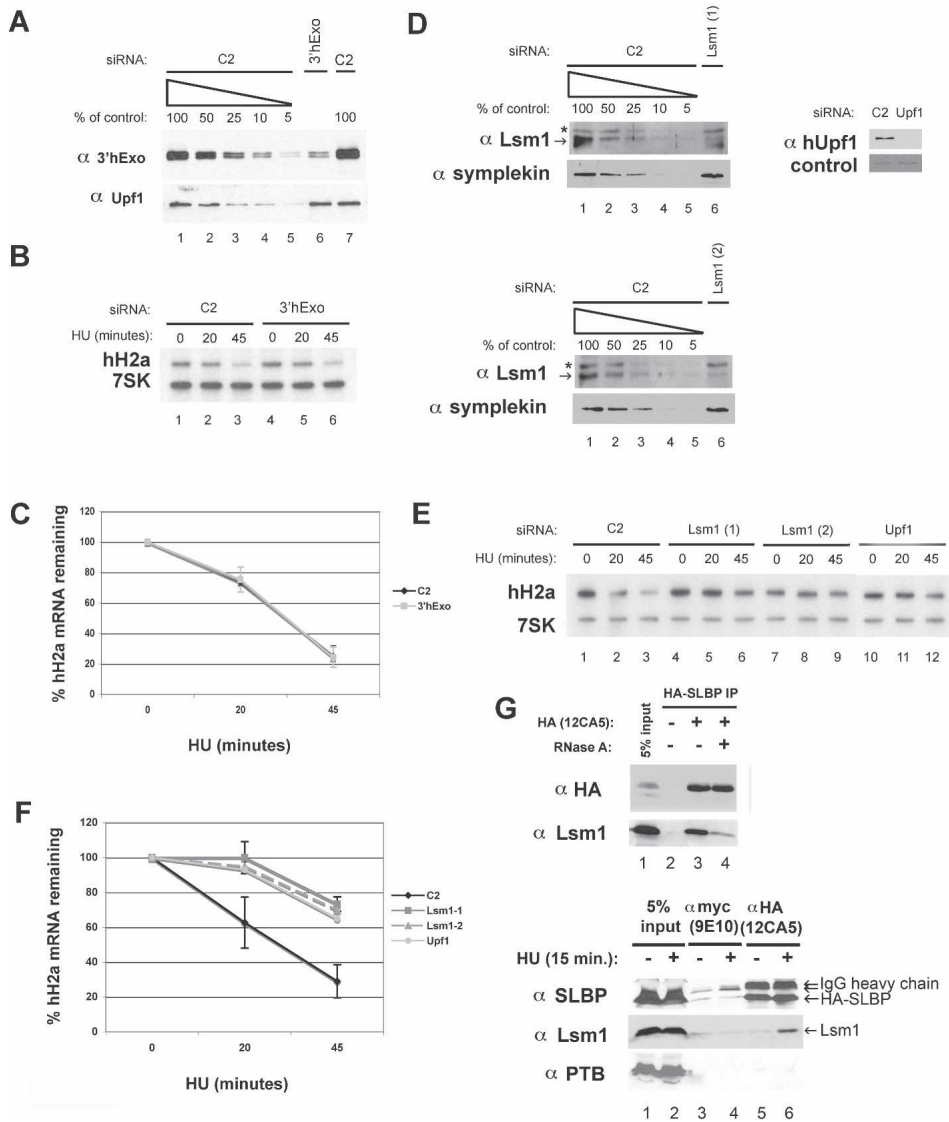 A
siRNA: C2 3'hExo C2
% of control: 100 50 25 10 5 100
α 3'hExo
α Upf1
1 2 3 4 5 6 7
B
siRNA: C2 3'hExo
HU (minutes): 0 20 45 0 20 45
hH2a
7SK
1 2 3 4 5 6
C
% hH2a mRNA remaining
120
100
80
60
40
20
0
0 20 45
HU (minutes)
C2
3'hExo
D
siRNA: C2 Lsm1 (1)
% of control: 100 50 25 10 5
* α Lsm1 →
α symplekin
1 2 3 4 5 6
siRNA: C2 Upf1
α hUpf1
control
siRNA: C2 Lsm1 (2)
% of control: 100 50 25 10 5
* α Lsm1 →
α symplekin
1 2 3 4 5 6
E
siRNA: C2 Lsm1 (1) Lsm1 (2) Upf1
HU (minutes): 0 20 45 0 20 45 0 20 45 0 20 45
hH2a
7SK
1 2 3 4 5 6 7 8 9 10 11 12
F
% hH2a mRNA remaining
120
100
80
60
40
20
0
0 20 45
HU (minutes)
C2
Lsm1-1
Lsm1-2
Upf1
G
5% input HA-SLBP IP
HA (12CA5): - + +
RNase A: - - +
α HA
α Lsm1
1 2 3 4
5% input α myc (9E10) α HA (12CA5)
HU (15 min.): - + - + - +
α SLBP ← IgG heavy chain
← HA-SLBP
α Lsm1 ← Lsm1
α PTB
1 2 3 4 5 6